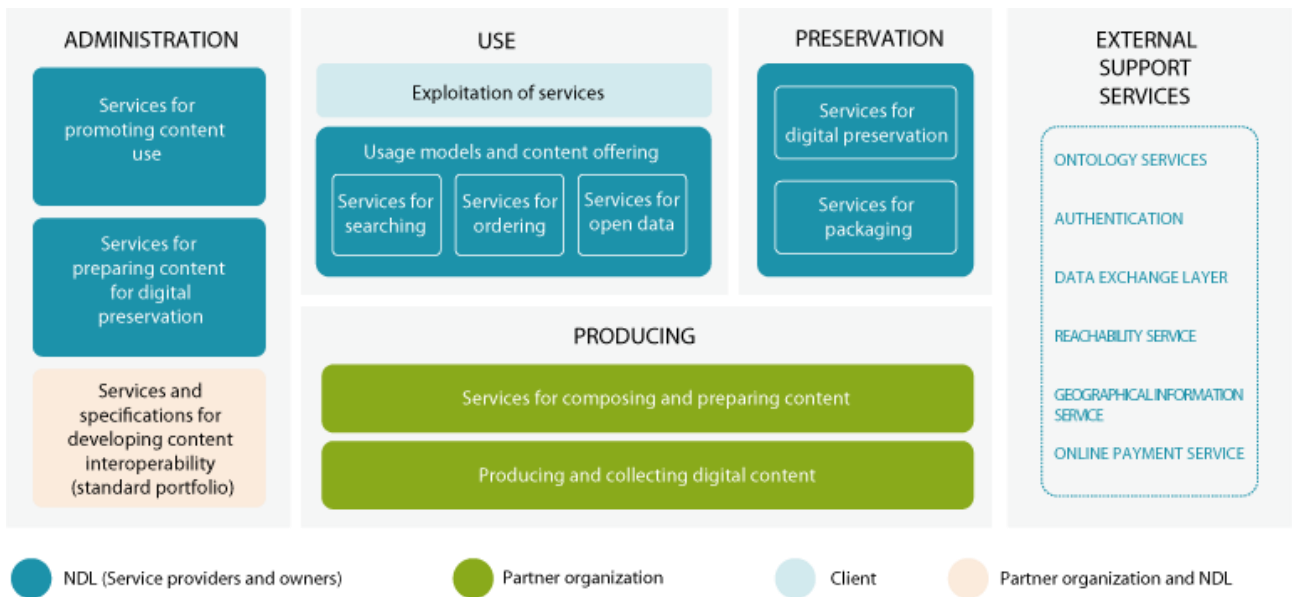 ADMINISTRATION
Services for
promoting content
use
Services for
preparing content
for digital
preservation
Services and
specifications for
developing content
interoperability
(standard portfolio)
USE
Exploitation of services
Usage models and content offering
Services for
searching
Services for
ordering
Services for
open data
PRESERVATION
Services for
digital preservation
Services for
packaging
PRODUCING
Services for composing and preparing content
Producing and collecting digital content
EXTERNAL
SUPPORT
SERVICES
ONTOLOGY SERVICES
AUTHENTICATION
DATA EXCHANGE LAYER
REACHABILITY SERVICE
GEOGRAPHICAL INFORMATION
SERVICE
ONLINE PAYMENT SERVICE
NDL (Service providers and owners)
Partner organization
Client
Partner organization and NDL